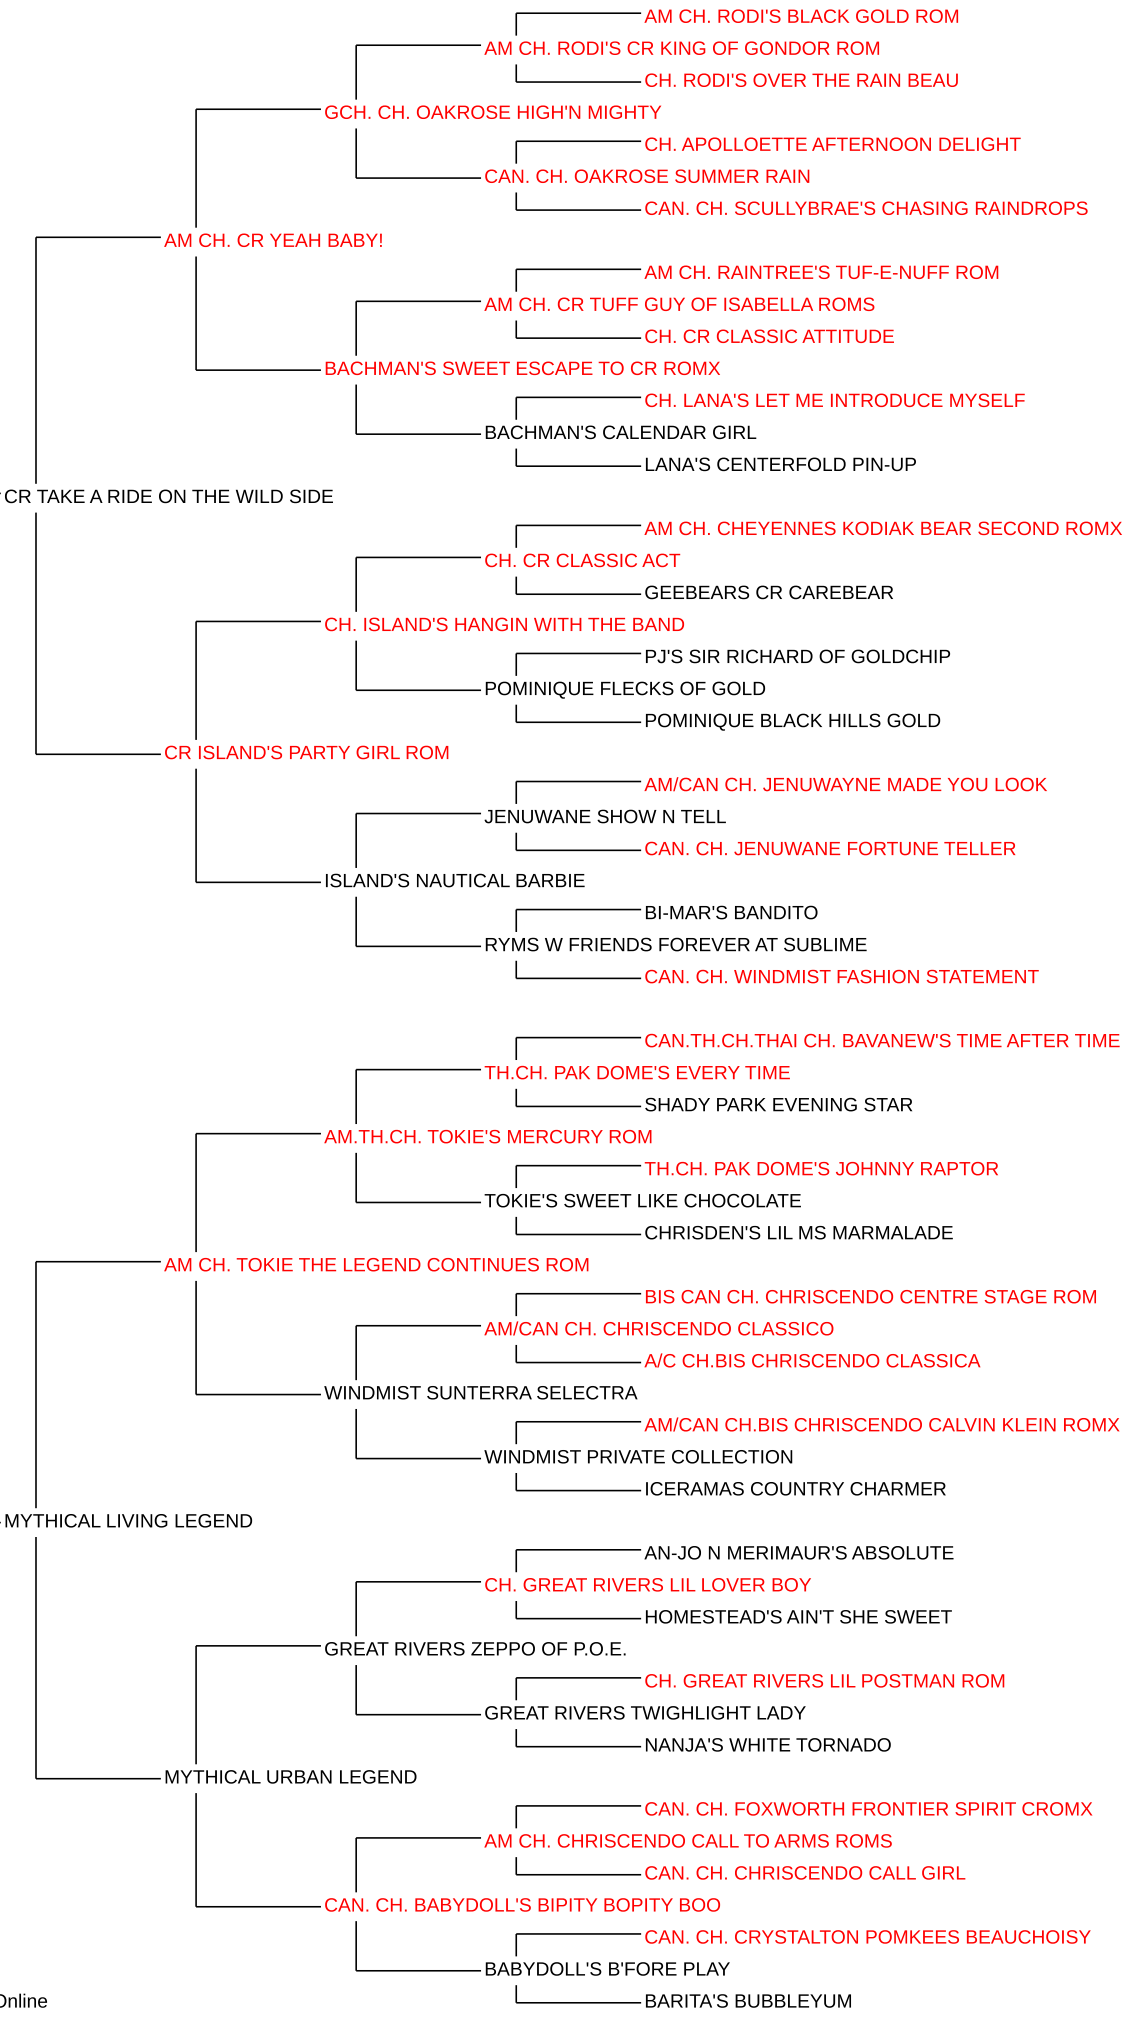 AM CH. RODI'S BLACK GOLD ROM
AM CH. RODI'S CR KING OF GONDOR ROM
CH. RODI'S OVER THE RAIN BEAU
GCH. CH. OAKROSE HIGH'N MIGHTY
CH. APOLLOETTE AFTERNOON DELIGHT
CAN. CH. OAKROSE SUMMER RAIN
CAN. CH. SCULLYBRAE'S CHASING RAINDROPS
AM CH. CR YEAH BABY!
AM CH. RAINTREE'S TUF-E-NUFF ROM
AM CH. CR TUFF GUY OF ISABELLA ROMS
CH. CR CLASSIC ATTITUDE
BACHMAN'S SWEET ESCAPE TO CR ROMX
CH. LANA'S LET ME INTRODUCE MYSELF
BACHMAN'S CALENDAR GIRL
LANA'S CENTERFOLD PIN-UP
CR TAKE A RIDE ON THE WILD SIDE
AM CH. CHEYENNES KODIAK BEAR SECOND ROMX
CH. CR CLASSIC ACT
GEEBEARS CR CAREBEAR
CH. ISLAND'S HANGIN WITH THE BAND
PJ'S SIR RICHARD OF GOLDCHIP
POMINIQUE FLECKS OF GOLD
POMINIQUE BLACK HILLS GOLD
CR ISLAND'S PARTY GIRL ROM
AM/CAN CH. JENUWAYNE MADE YOU LOOK
JENUWANE SHOW N TELL
CAN. CH. JENUWANE FORTUNE TELLER
ISLAND'S NAUTICAL BARBIE
BI-MAR'S BANDITO
RYMS W FRIENDS FOREVER AT SUBLIME
CAN. CH. WINDMIST FASHION STATEMENT
CAN.TH.CH.THAI CH. BAVANEW'S TIME AFTER TIME
TH.CH. PAK DOME'S EVERY TIME
SHADY PARK EVENING STAR
AM.TH.CH. TOKIE'S MERCURY ROM
TH.CH. PAK DOME'S JOHNNY RAPTOR
TOKIE'S SWEET LIKE CHOCOLATE
CHRISDEN'S LIL MS MARMALADE
AM CH. TOKIE THE LEGEND CONTINUES ROM
BIS CAN CH. CHRISCENDO CENTRE STAGE ROM
AM/CAN CH. CHRISCENDO CLASSICO
A/C CH.BIS CHRISCENDO CLASSICA
WINDMIST SUNTERRA SELECTRA
AM/CAN CH.BIS CHRISCENDO CALVIN KLEIN ROMX
WINDMIST PRIVATE COLLECTION
ICERAMAS COUNTRY CHARMER
MYTHICAL LIVING LEGEND
AN-JO N MERIMAUR'S ABSOLUTE
CH. GREAT RIVERS LIL LOVER BOY
HOMESTEAD'S AIN'T SHE SWEET
GREAT RIVERS ZEPPO OF P.O.E.
CH. GREAT RIVERS LIL POSTMAN ROM
GREAT RIVERS TWIGHLIGHT LADY
NANJA'S WHITE TORNADO
MYTHICAL URBAN LEGEND
CAN. CH. FOXWORTH FRONTIER SPIRIT CROMX
AM CH. CHRISCENDO CALL TO ARMS ROMS
CAN. CH. CHRISCENDO CALL GIRL
CAN. CH. BABYDOLL'S BIPITY BOPITY BOO
CAN. CH. CRYSTALTON POMKEES BEAUCHOISY
BABYDOLL'S B'FORE PLAY
BARITA'S BUBBLEYUM
Online